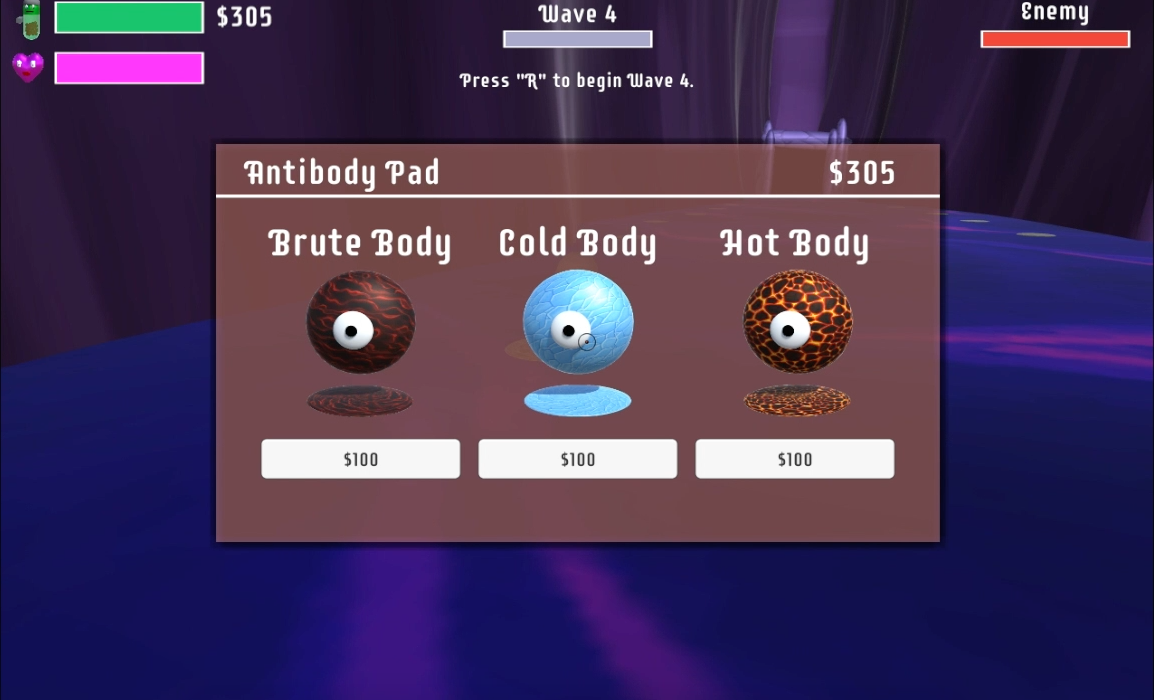 $305
Wave 4
Enemy
Press "R" to begin Wave 4.
Antibody Pad
$305
Brute Body
Cold Body
Hot Body
$100
$100
$100